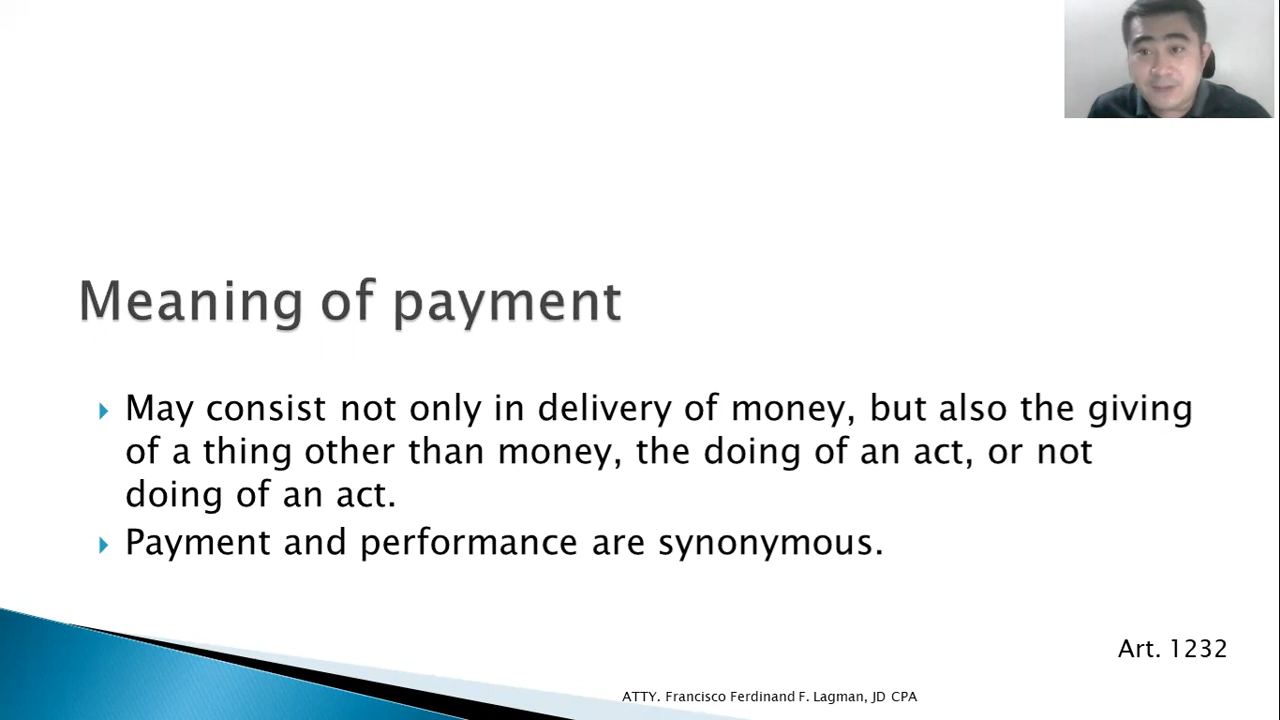 Meaning of payment
May consist not only in delivery of money, but also the giving
of a thing other than money, the doing of an act, or not
doing of an act.
Payment and performance are synonymous.
Art. 1232
ATTY. Francisco Ferdinand F. Lagman, JD CPA